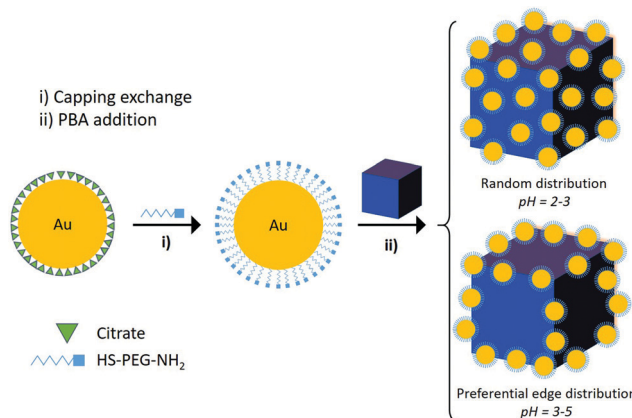 i) Capping exchange
ii) PBA addition
Au
i)
Au
ii)
Random distribution
pH = 2-3
Citrate
HS-PEG-NH₂
Preferential edge distribution
pH = 3-5